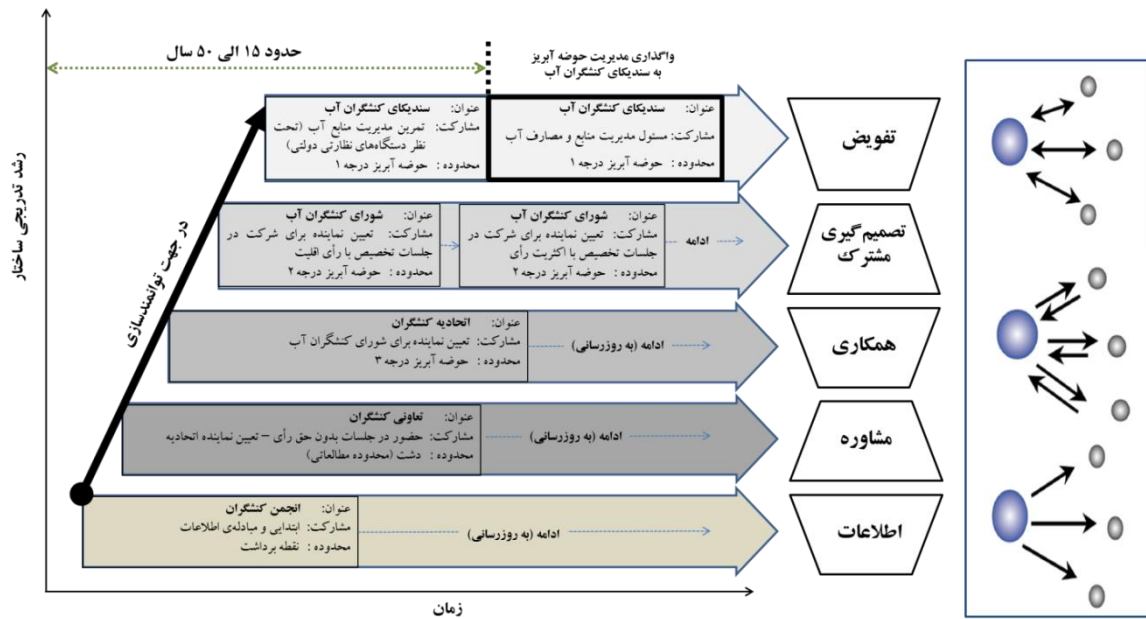 حدود ۱۵ الی ۵۰ سال
واگذاری مدیریت حوضه آبریز
به سندیکای کنشگران آب
رشد تدریجی ساختار
در جهت توانمندسازی
عنوان: سندیکای کنشگران آب
مشارکت: تمرین مدیریت منابع آب (تحت
نظر دستگاه‌های نظارتی دولتی)
محدوده : حوضه آبریز درجه ۱
عنوان: سندیکای کنشگران آب
مشارکت: مسئول مدیریت منابع و مصارف آب
محدوده : حوضه آبریز درجه ۱
تفویض
عنوان: شورای کنشگران آب
مشارکت: تعیین نماینده برای شرکت در
جلسات تخصیص با رأی اقلیت
محدوده : حوضه آبریز درجه ۲
عنوان: شورای کنشگران آب
مشارکت: تعیین نماینده برای شرکت در
جلسات تخصیص با اکثریت رأی
محدوده : حوضه آبریز درجه ۲
ادامه
تصمیم گیری
مشترک
عنوان: اتحادیه کنشگران
مشارکت: تعیین نماینده برای شورای کنشگران آب
محدوده : حوضه آبریز درجه ۳
ادامه (به روزرسانی)
همکاری
عنوان: تعاونی کنشگران
مشارکت: حضور در جلسات بدون حق رأی – تعیین نماینده اتحادیه
محدوده : دشت (محدوده مطالعاتی)
ادامه (به روزرسانی)
مشاوره
عنوان: انجمن کنشگران
مشارکت: ابتدایی و مبادله‌ی اطلاعات
محدوده : نقطه برداشت
ادامه (به روزرسانی)
اطلاعات
زمان